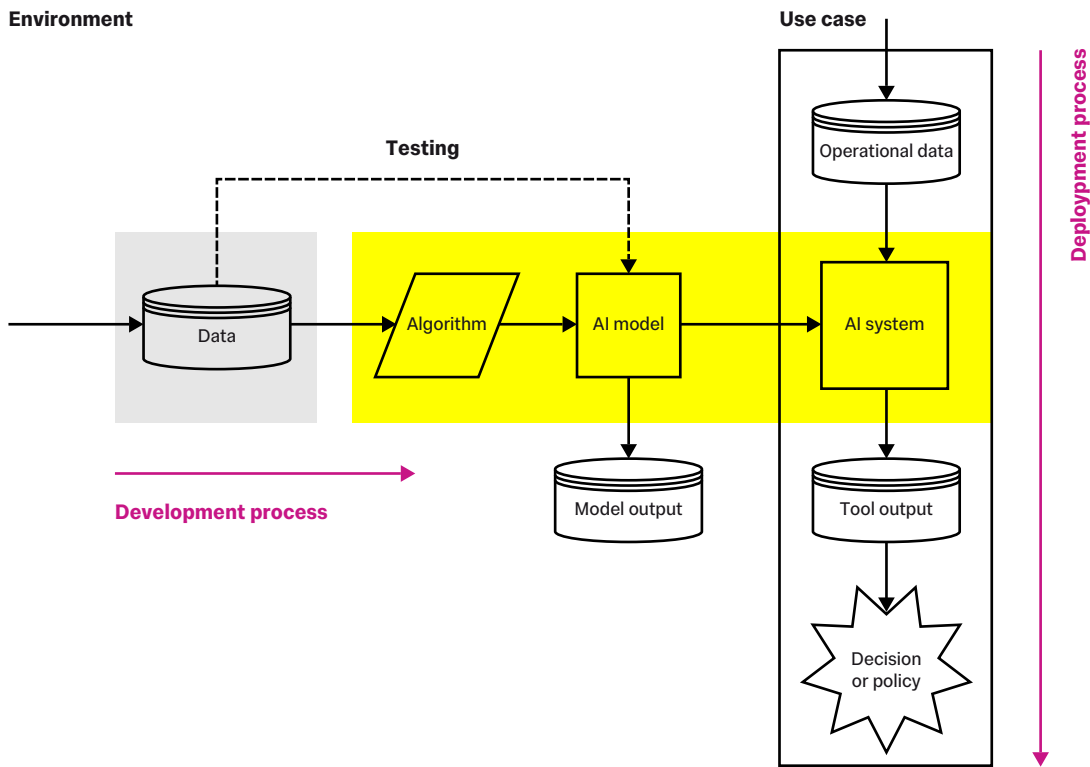 Environment
Use case
Deploypment process
Operational data
Testing
Data
Algorithm
AI model
AI system
Development process
Model output
Tool output
Decision
or policy